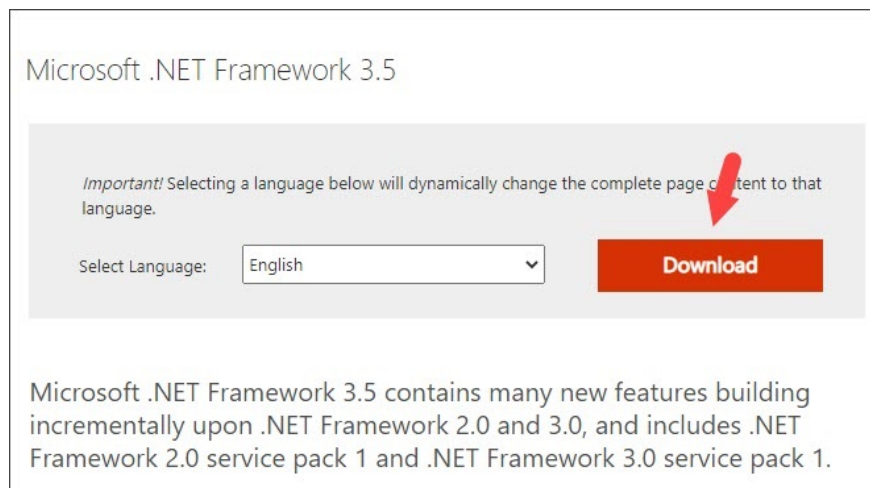 Microsoft .NET Framework 3.5
Important! Selecting a language below will dynamically change the complete page content to that
language.
Select Language:
English
Download
Microsoft .NET Framework 3.5 contains many new features building
incrementally upon .NET Framework 2.0 and 3.0, and includes .NET
Framework 2.0 service pack 1 and .NET Framework 3.0 service pack 1.